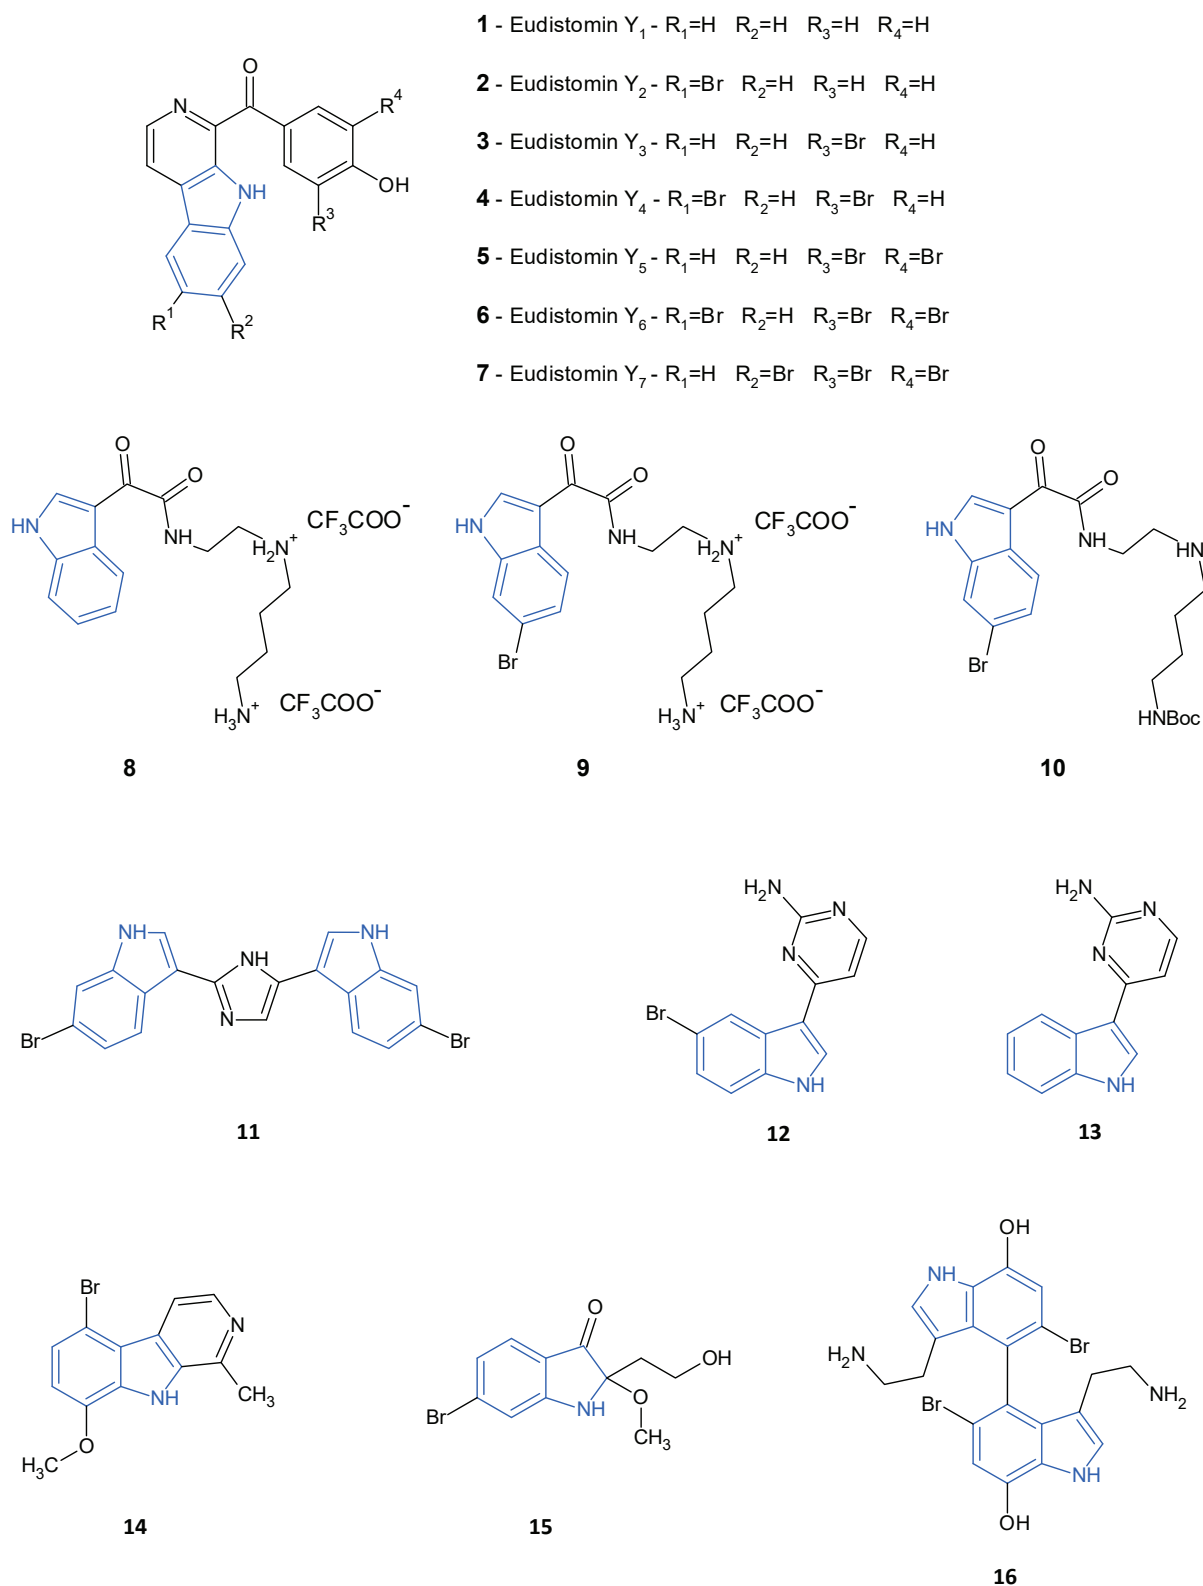 1 - Eudistomin Y1 - R1=H R2=H R3=H R4=H
2 - Eudistomin Y2 - R1=Br R2=H R3=H R4=H
3 - Eudistomin Y3 - R1=H R2=H R3=Br R4=H
4 - Eudistomin Y4 - R1=Br R2=H R3=Br R4=H
5 - Eudistomin Y5 - R1=H R2=H R3=Br R4=Br
6 - Eudistomin Y6 - R1=Br R2=H R3=Br R4=Br
7 - Eudistomin Y7 - R1=H R2=Br R3=Br R4=Br
O
N R4
NH OH
R3
R1 R2
O O O
O O O
HN CF3COO- HN CF3COO- HN
NH H2N+ NH H2N+ NH HN
Br Br
H3N+ CF3COO- H3N+ CF3COO- HNBoc
8 9 10
H2N N H2N N
NH NH NH N N
N Br
Br Br
NH NH
11 12 13
OH
Br NH
O
N
OH Br
H2N
NH CH3 O
Br NH Br NH2
O CH3
H3C NH
OH
14 15
16